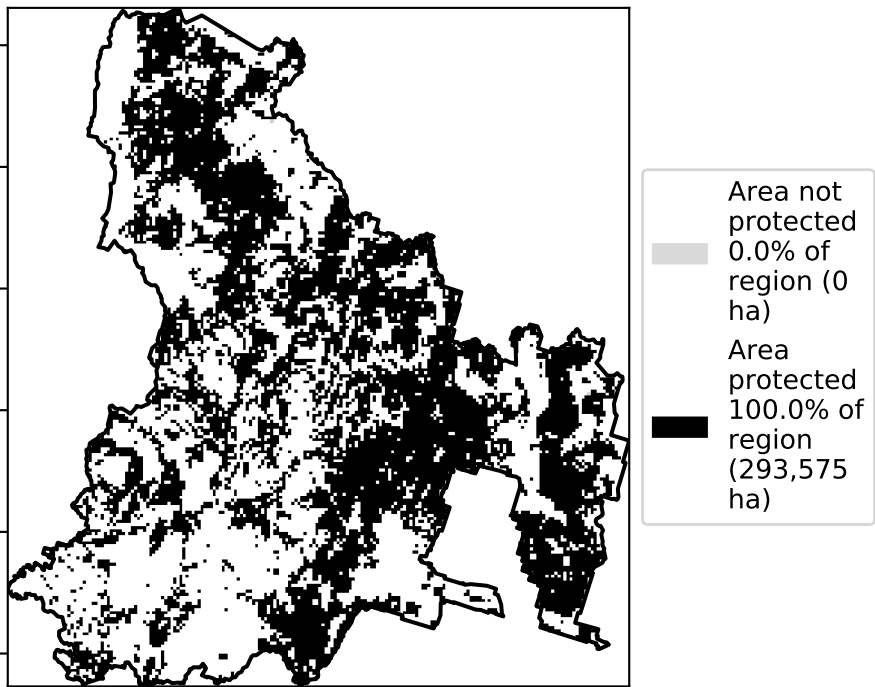 Area not
protected
0.0% of
region (0
ha)
Area
protected
100.0% of
region
(293,575
ha)